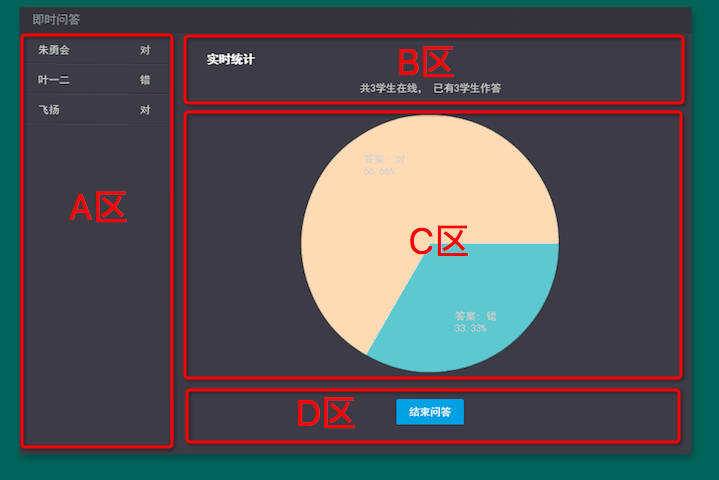 即时问答
朱勇会 对
叶一二 错
飞扬 对
A区
实时统计
B区
共3学生在线， 已有3学生作答
答案: 对
66.66%
C区
答案: 错
33.33%
D区
结束问答